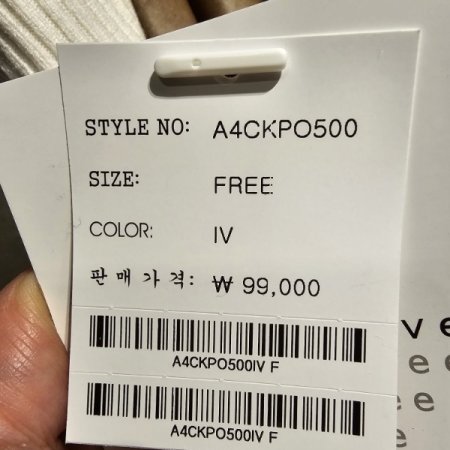 STYLE NO: A4CKPO500
SIZE: FREE
COLOR: IV
판매가격: ₩ 99,000
A4CKPO500IV F
A4CKPO500IV F